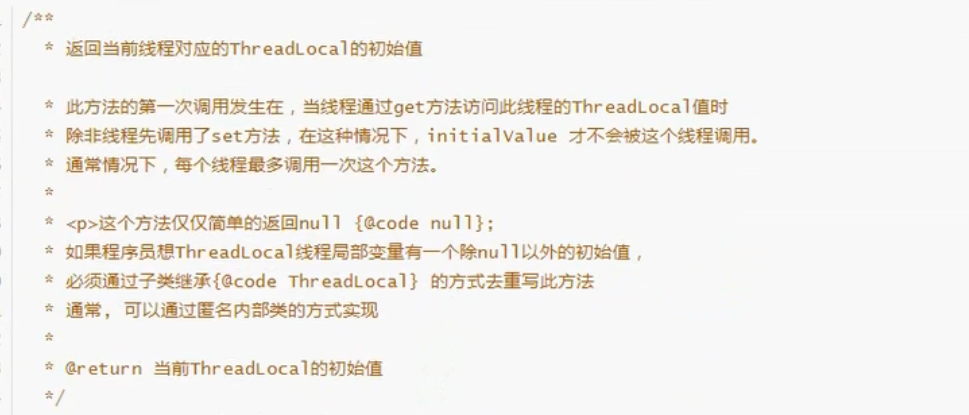 /**
* 返回当前线程对应的ThreadLocal的初始值
* 此方法的第一次调用发生在，当线程通过get方法访问此线程的ThreadLocal值时
* 除非线程先调用了set方法，在这种情况下，initialValue 才不会被这个线程调用。
* 通常情况下，每个线程最多调用一次这个方法。
*
* <p>这个方法仅仅简单的返回null {@code null};
* 如果程序员想ThreadLocal线程局部变量有一个除null以外的初始值，
* 必须通过子类继承{@code ThreadLocal} 的方式去重写此方法
* 通常, 可以通过匿名内部类的方式实现
*
* @return 当前ThreadLocal的初始值
*/